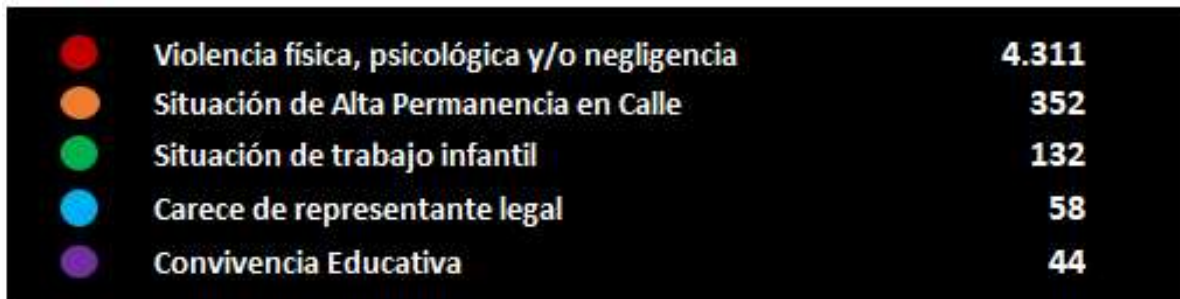 Violencia física, psicológica y/o negligencia 4.311
Situación de Alta Permanencia en Calle 352
Situación de trabajo infantil 132
Carece de representante legal 58
Convivencia Educativa 44